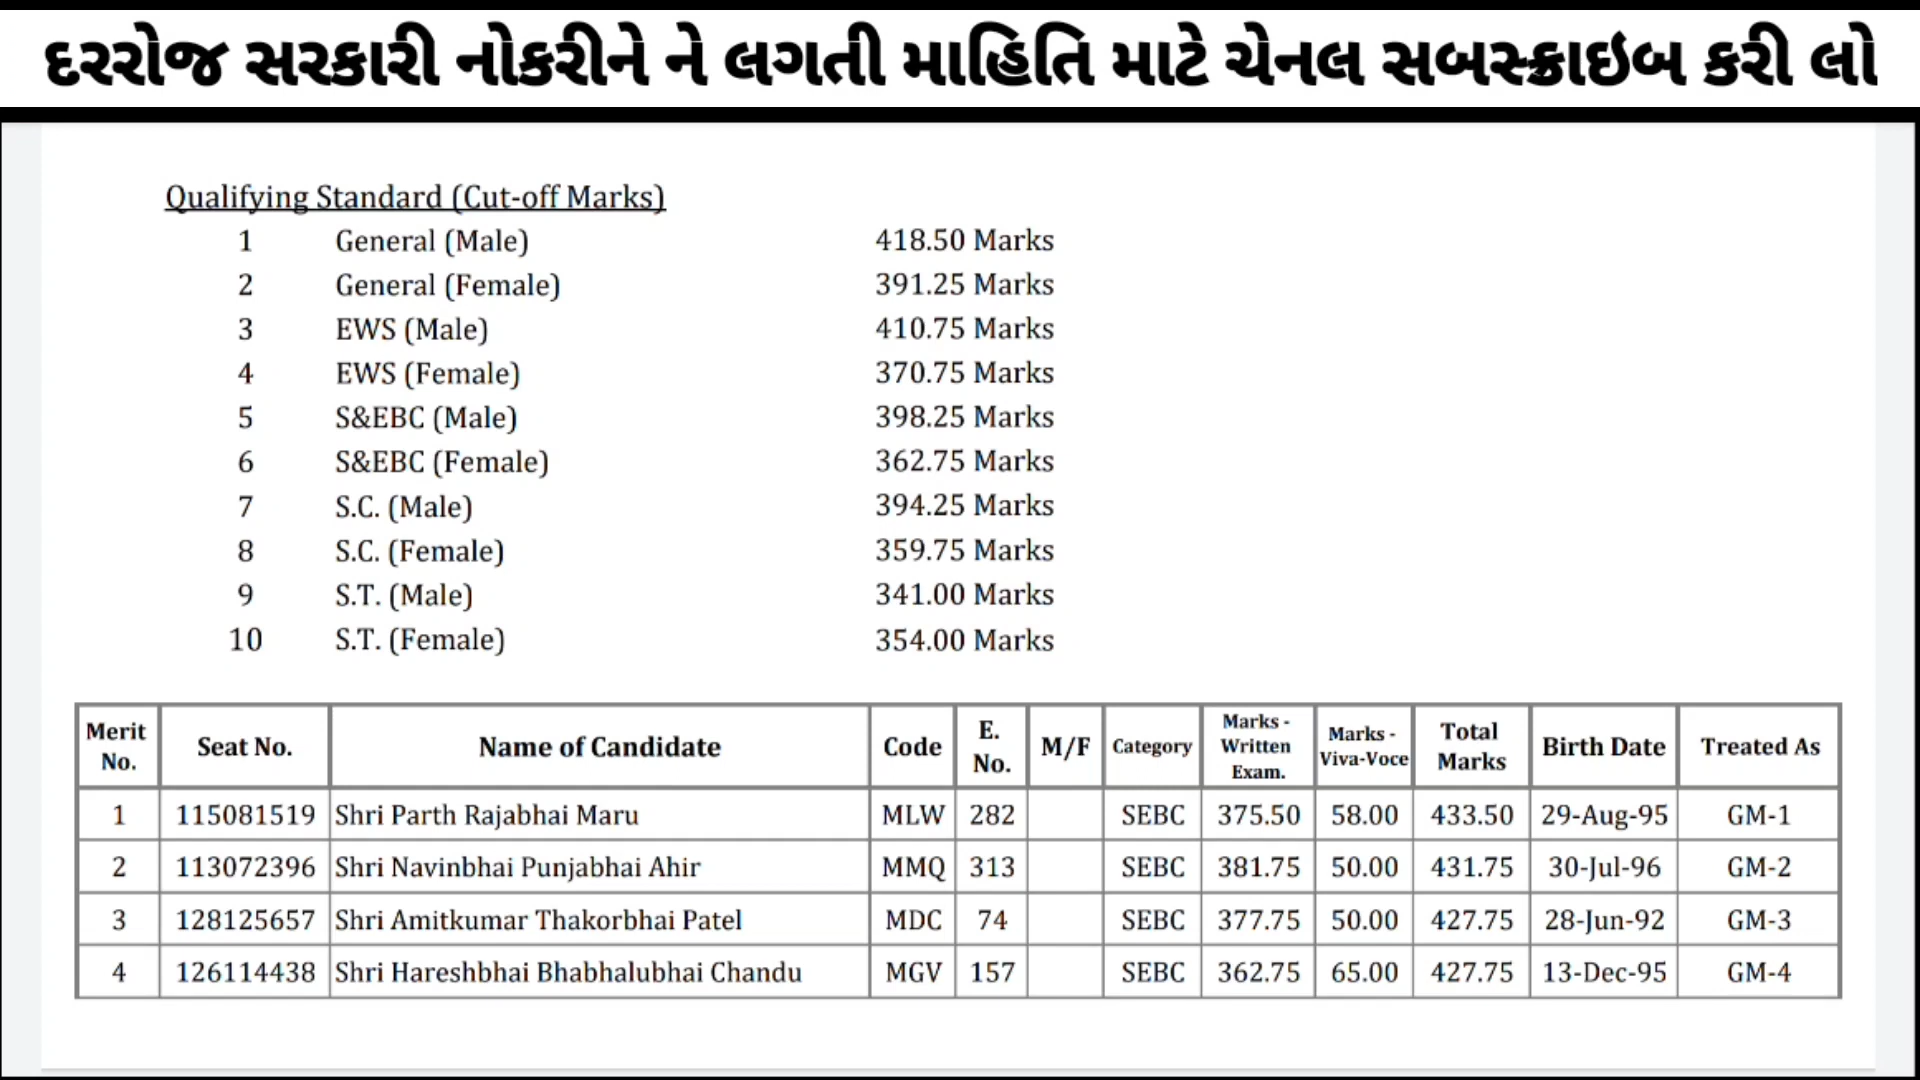 દરરોજ સરકારી નોકરીને ને લગતી માહિતિ માટે ચેનલ સબસ્ક્રાઇબ કરી લો
Qualifying Standard (Cut-off Marks)
1 General (Male) 418.50 Marks
2 General (Female) 391.25 Marks
3 EWS (Male) 410.75 Marks
4 EWS (Female) 370.75 Marks
5 S&EBC (Male) 398.25 Marks
6 S&EBC (Female) 362.75 Marks
7 S.C. (Male) 394.25 Marks
8 S.C. (Female) 359.75 Marks
9 S.T. (Male) 341.00 Marks
10 S.T. (Female) 354.00 Marks
Merit No. Seat No. Name of Candidate Code E. No. M/F Category Marks - Written Exam. Marks - Viva-Voce Total Marks Birth Date Treated As
1 115081519 Shri Parth Rajabhai Maru MLW 282 SEBC 375.50 58.00 433.50 29-Aug-95 GM-1
2 113072396 Shri Navinbhai Punjabhai Ahir MMQ 313 SEBC 381.75 50.00 431.75 30-Jul-96 GM-2
3 128125657 Shri Amitkumar Thakorbhai Patel MDC 74 SEBC 377.75 50.00 427.75 28-Jun-92 GM-3
4 126114438 Shri Hareshbhai Bhabhalubhai Chandu MGV 157 SEBC 362.75 65.00 427.75 13-Dec-95 GM-4